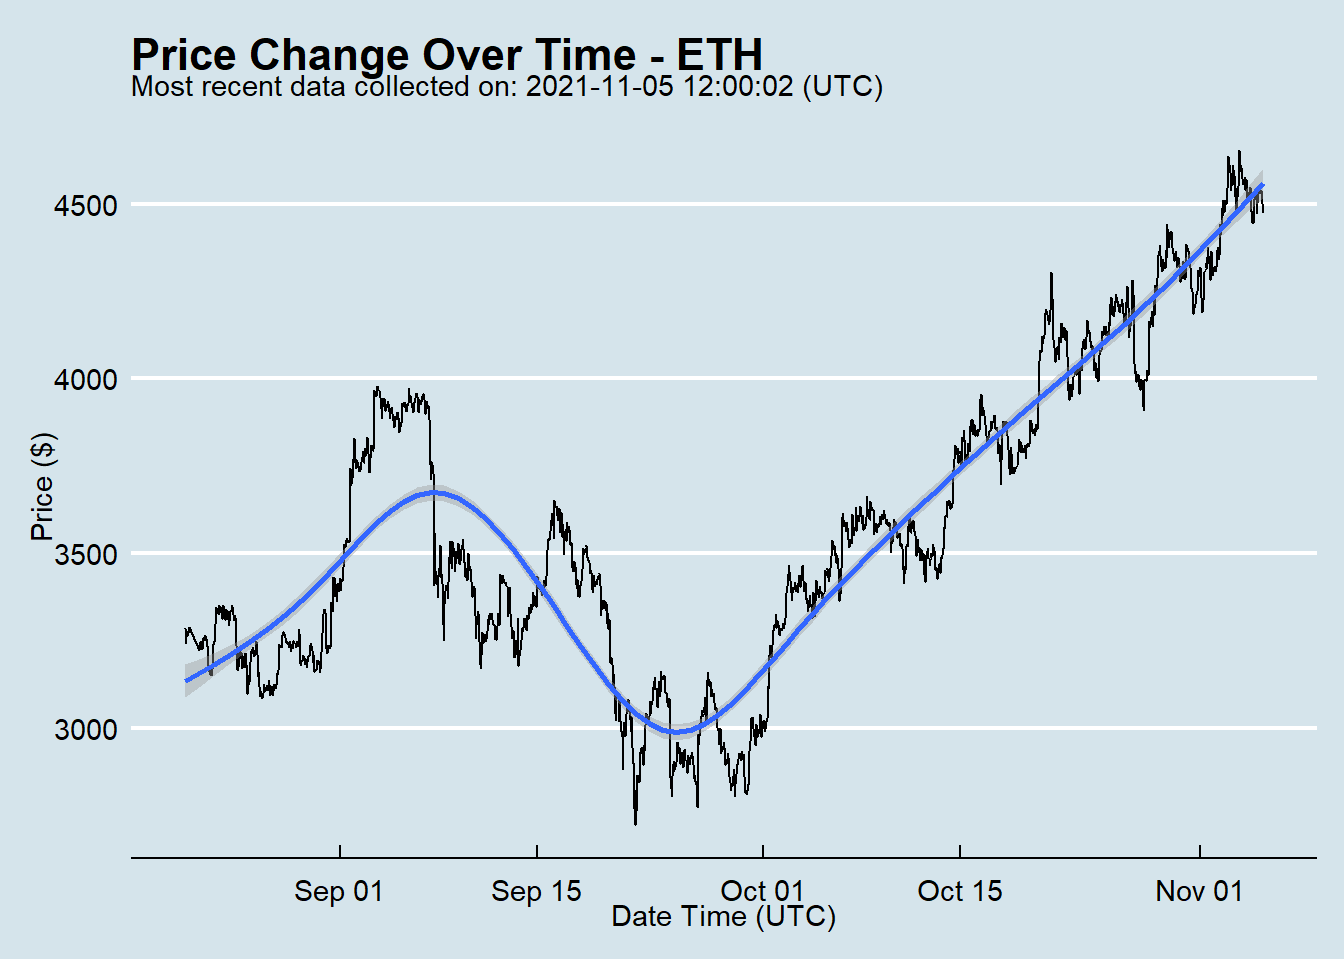 Price Change Over Time - ETH
Most recent data collected on: 2021-11-05 12:00:02 (UTC)
Price ($)
4500
4000
3500
3000
Sep 01
Sep 15
Oct 01
Oct 15
Nov 01
Date Time (UTC)